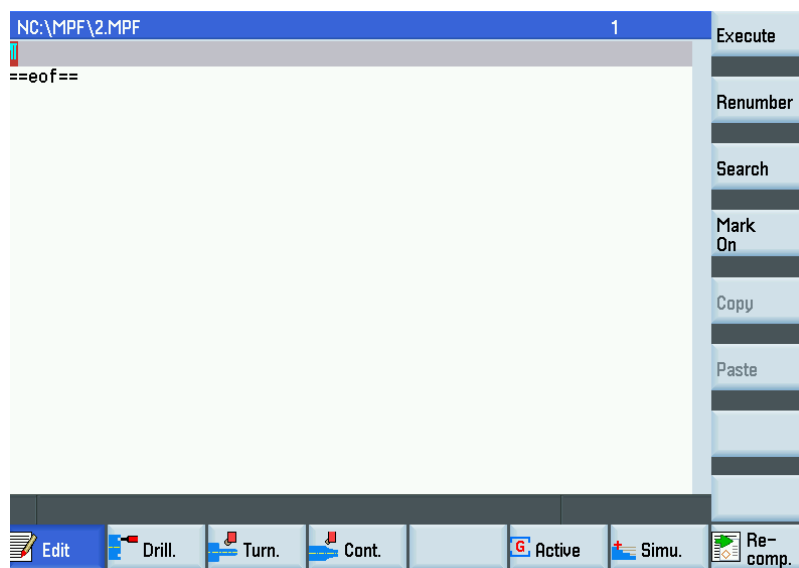 NC:\MPF\2.MPF 1
¶
==eof==
Execute
Renumber
Search
Mark
On
Copy
Paste
Edit
Drill.
Turn.
Cont.
G Active
Simu.
Re-
comp.